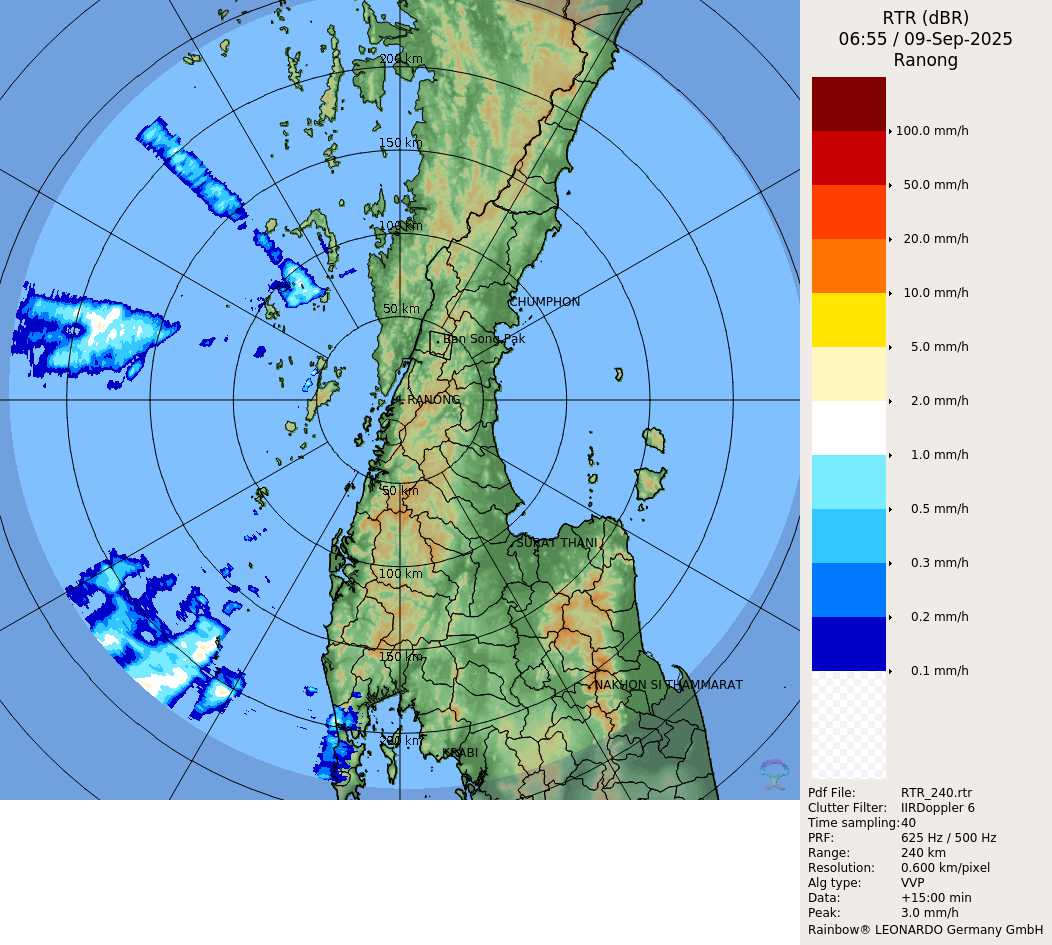 RTR (dBR)
06:55 / 09-Sep-2025
Ranong
100.0 mm/h
50.0 mm/h
20.0 mm/h
10.0 mm/h
5.0 mm/h
2.0 mm/h
1.0 mm/h
0.5 mm/h
0.3 mm/h
0.2 mm/h
0.1 mm/h
200 km
150 km
100 km
50 km
CHUMPHON
Ban Song Pak
RANONG
50 km
SURAT THANI
100 km
150 km
NAKHON SI THAMMARAT
200 km
KRABI
Pdf File: RTR_240.rtr
Clutter Filter: IIRDoppler 6
Time sampling: 40
PRF: 625 Hz / 500 Hz
Range: 240 km
Resolution: 0.600 km/pixel
Alg type: VVP
Data: +15:00 min
Peak: 3.0 mm/h
Rainbow® LEONARDO Germany GmbH